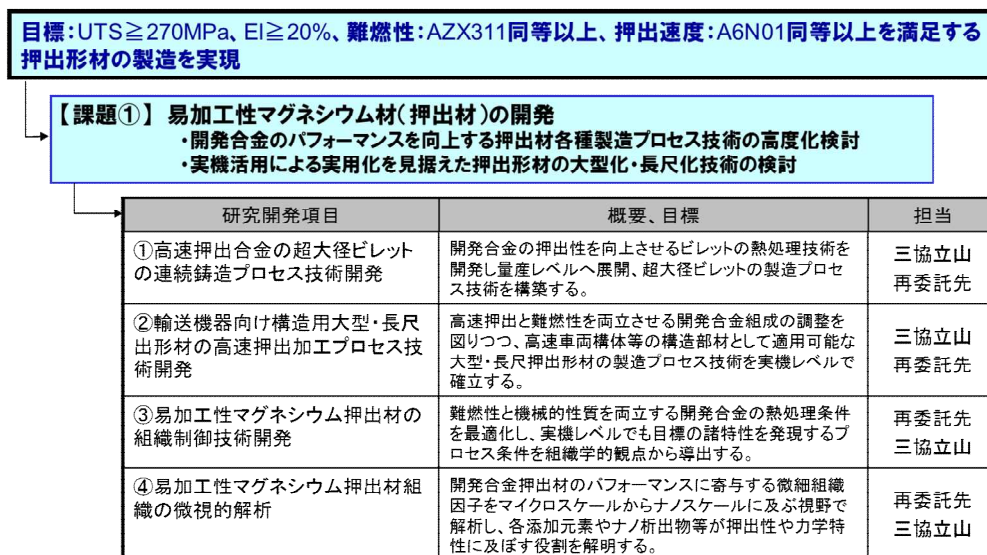 目標:UTS≧270MPa、El≧20%、難燃性:AZX311同等以上、押出速度:A6N01同等以上を満足する
押出形材の製造を実現
【課題①】 易加工性マグネシウム材(押出材)の開発
・開発合金のパフォーマンスを向上する押出材各種製造プロセス技術の高度化検討
・実機活用による実用化を見据えた押出形材の大型化・長尺化技術の検討
研究開発項目 概要、目標 担当
①高速押出合金の超大径ビレット
の連続鋳造プロセス技術開発
開発合金の押出性を向上させるビレットの熱処理技術を
開発し量産レベルへ展開、超大径ビレットの製造プロセ
ス技術を構築する。
三協立山
再委託先
②輸送機器向け構造用大型・長尺
出形材の高速押出加工プロセス技
術開発
高速押出と難燃性を両立させる開発合金組成の調整を
図りつつ、高速車両構体等の構造部材として適用可能な
大型・長尺押出形材の製造プロセス技術を実機レベルで
確立する。
三協立山
再委託先
③易加工性マグネシウム押出材の
組織制御技術開発
難燃性と機械的性質を両立する開発合金の熱処理条件
を最適化し、実機レベルでも目標の諸特性を発現するプ
ロセス条件を組織学的観点から導出する。
再委託先
三協立山
④易加工性マグネシウム押出材組
織の微視的解析
開発合金押出材のパフォーマンスに寄与する微細組織
因子をマイクロスケールからナノスケールに及ぶ視野で
解析し、各添加元素やナノ析出物等が押出性や力学特
性に及ぼす役割を解明する。
再委託先
三協立山